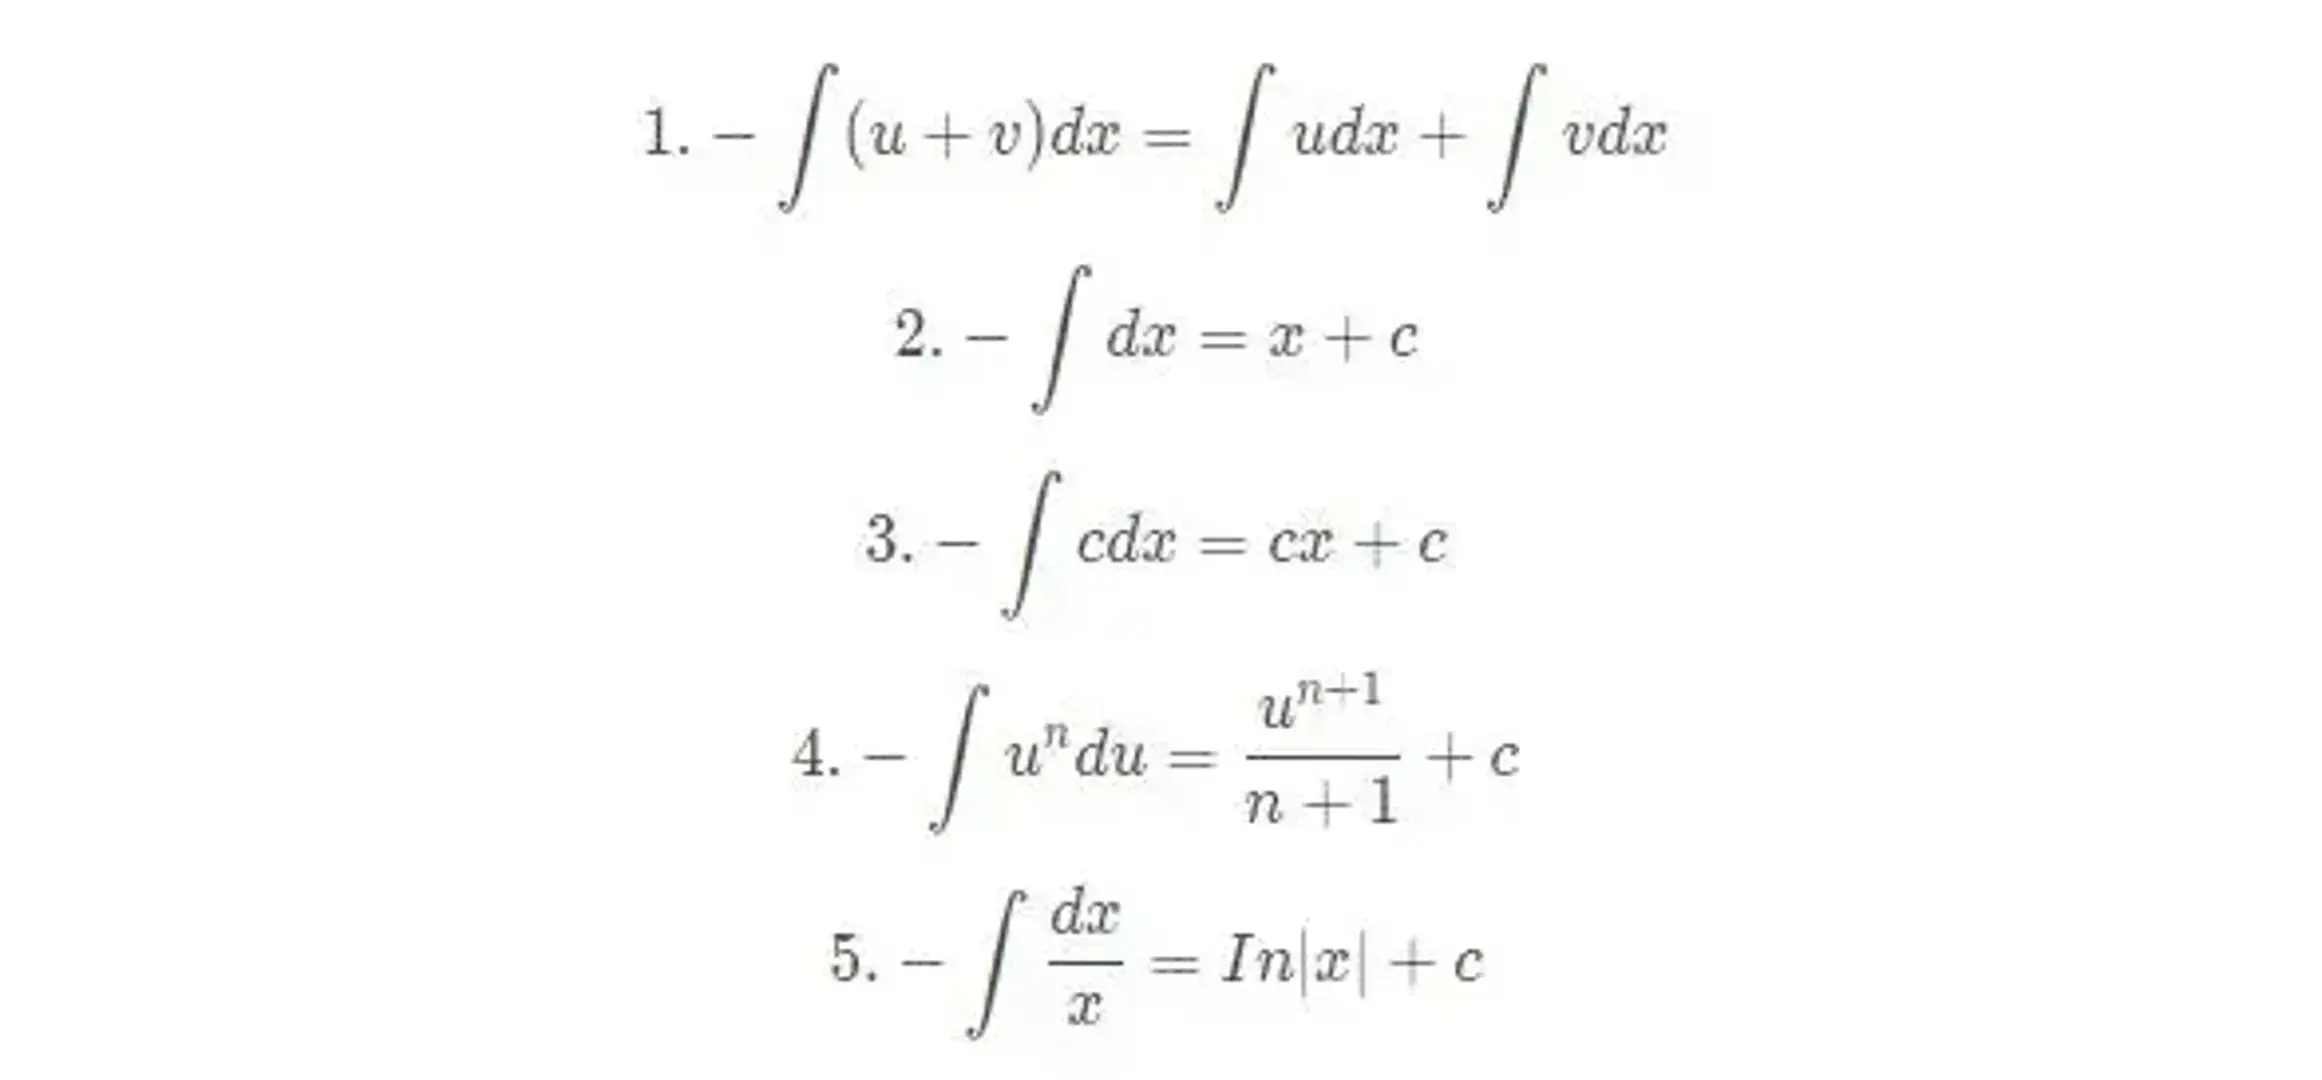 1. − ∫ (u + v)dx = ∫ udx + ∫ vdx
2. − ∫ dx = x + c
3. − ∫ cdx = cx + c
4. − ∫ uⁿdu = uⁿ⁺¹/(n + 1) + c
5. − ∫ dx/x = In|x| + c